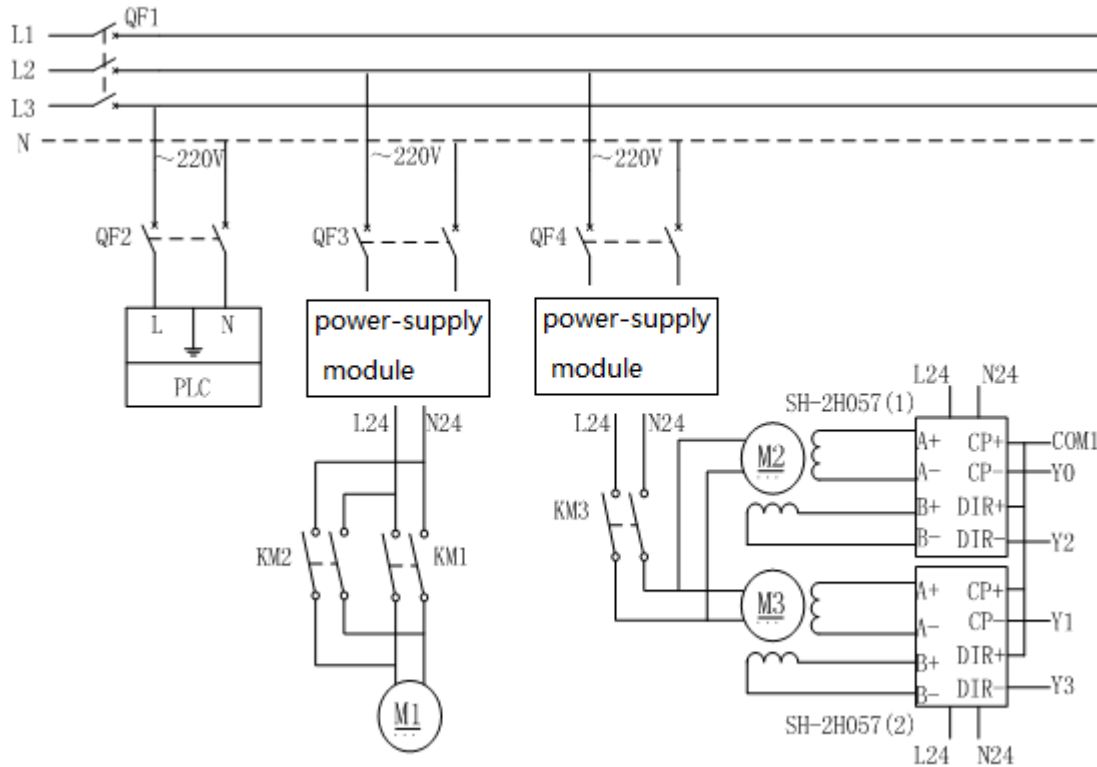 QF1
L1
L2
L3
N
~220V ~220V ~220V
QF2 QF3 QF4
L N
PLC
power-supply
module
power-supply
module
L24 N24
L24 N24
L24 N24
SH-2H057(1)
M2
A+ CP+ COM1
A- CP- Y0
B+ DIR+
B- DIR- Y2
KM3
KM2 KM1
M3
A+ CP+
A- CP- Y1
B+ DIR+
B- DIR- Y3
M1
SH-2H057(2)
L24 N24